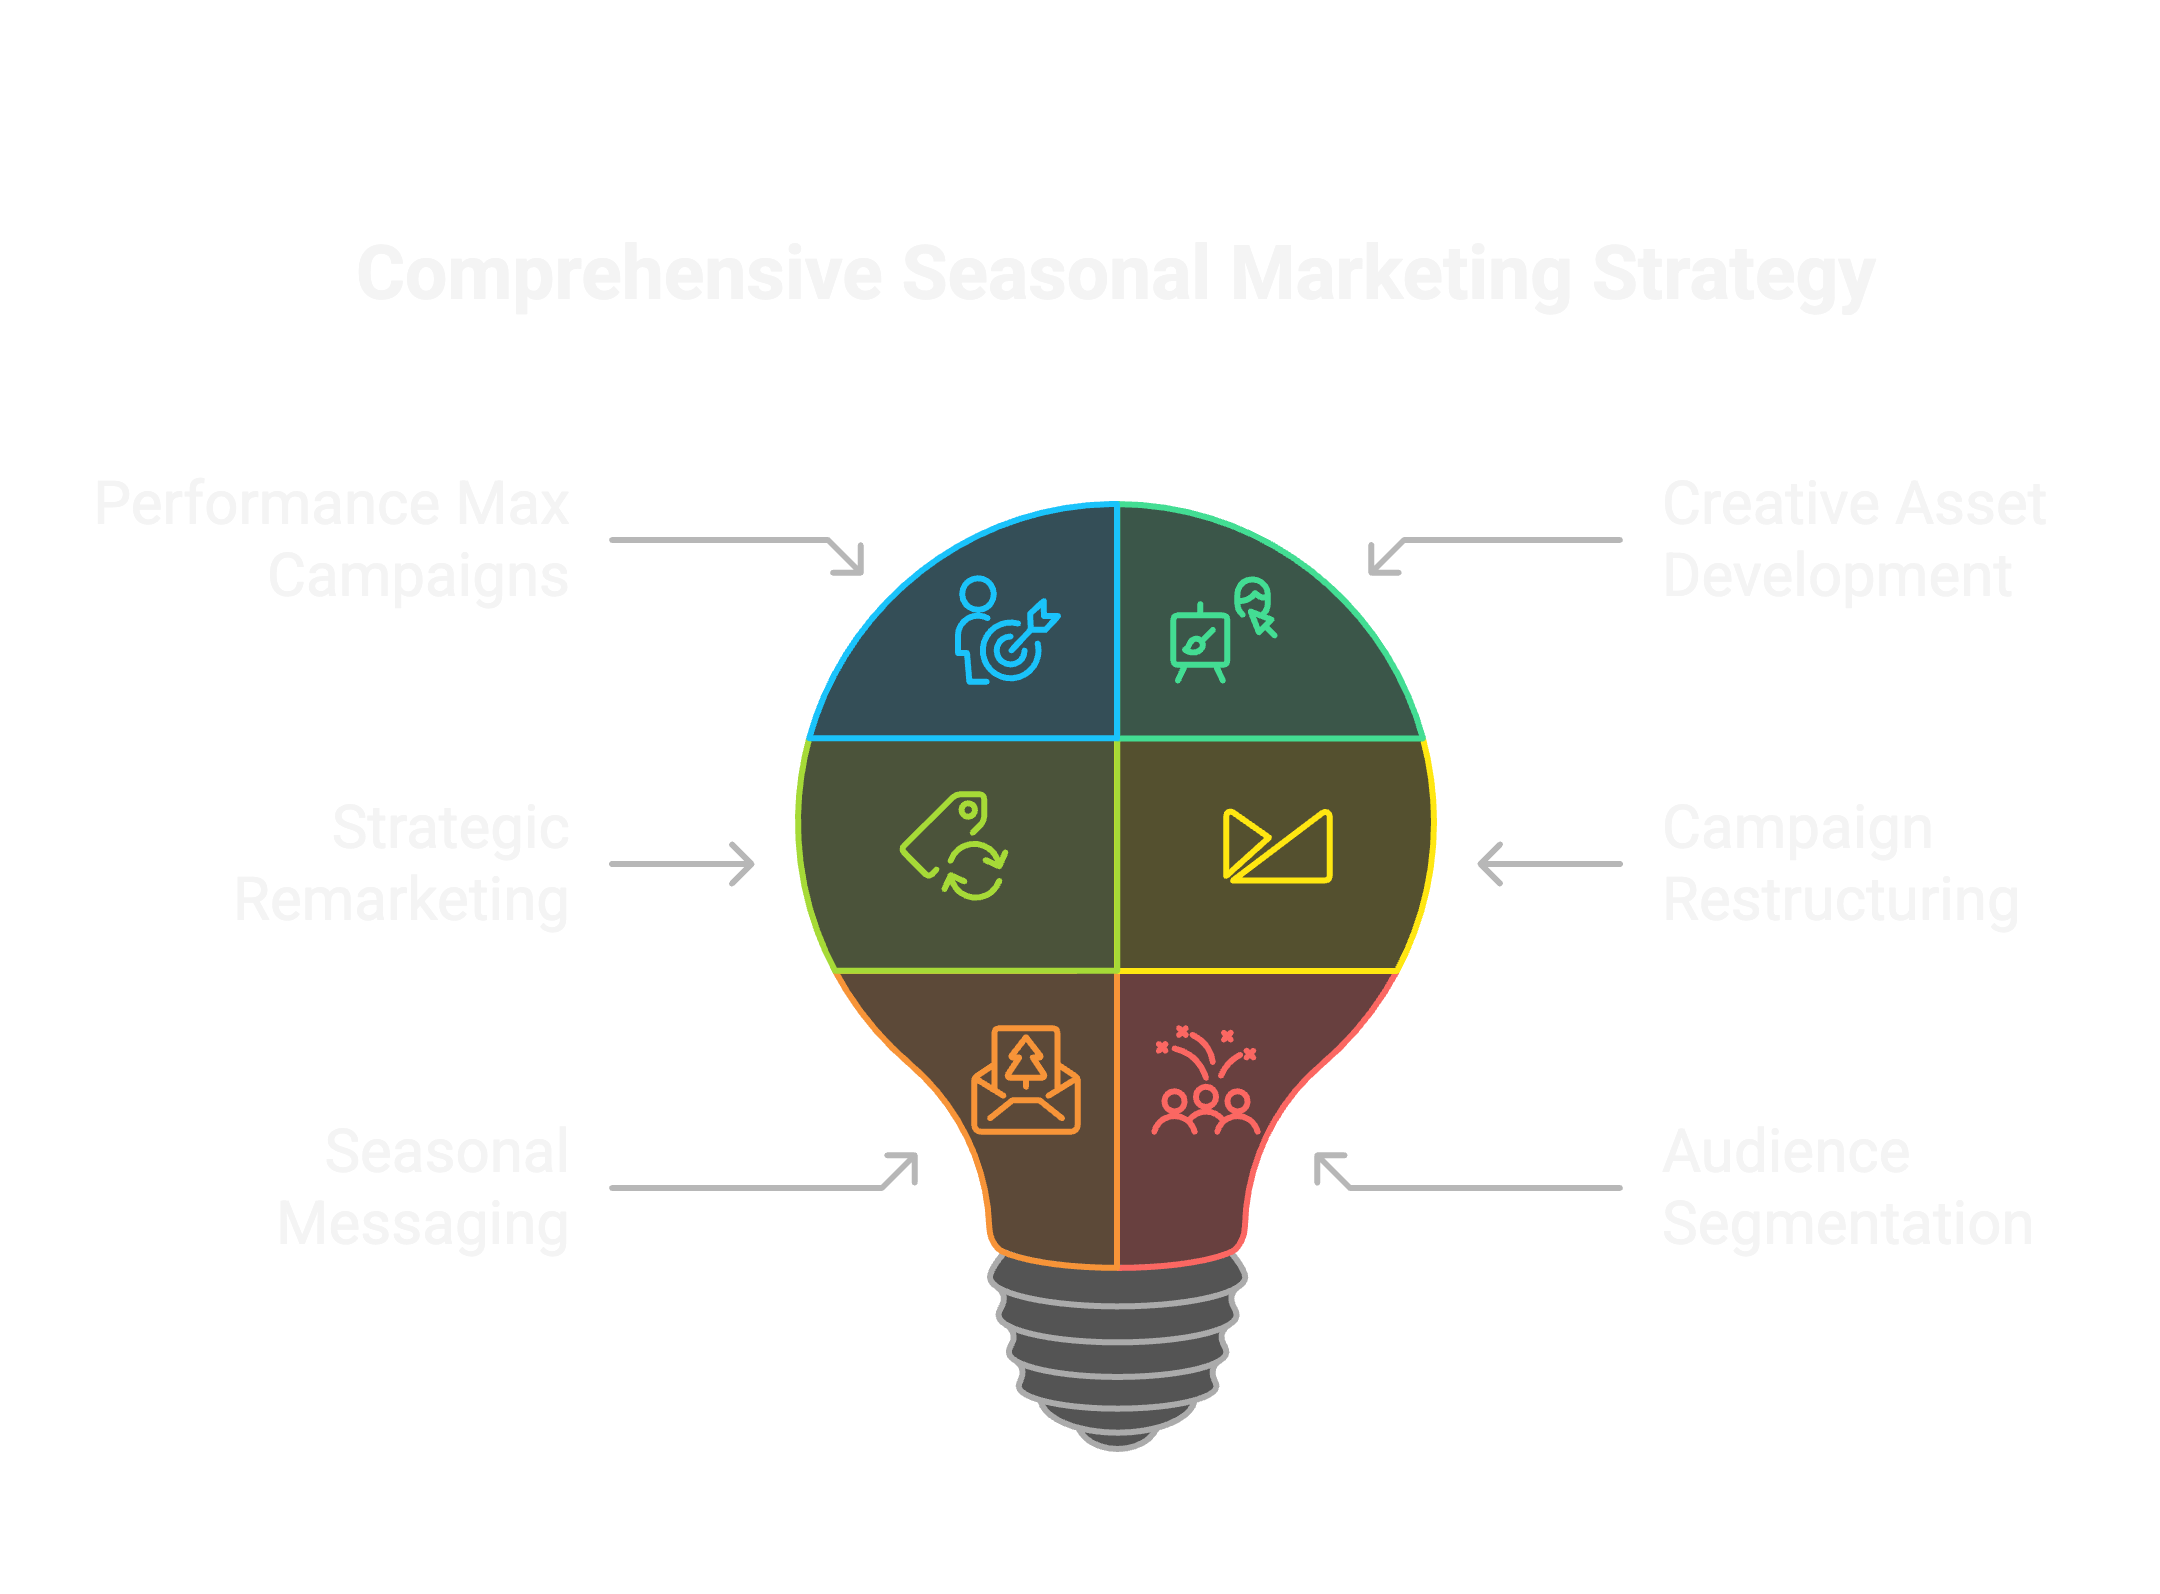 Comprehensive Seasonal Marketing Strategy
Performance Max
Campaigns
Creative Asset
Development
Strategic
Remarketing
Campaign
Restructuring
Seasonal
Messaging
Audience
Segmentation